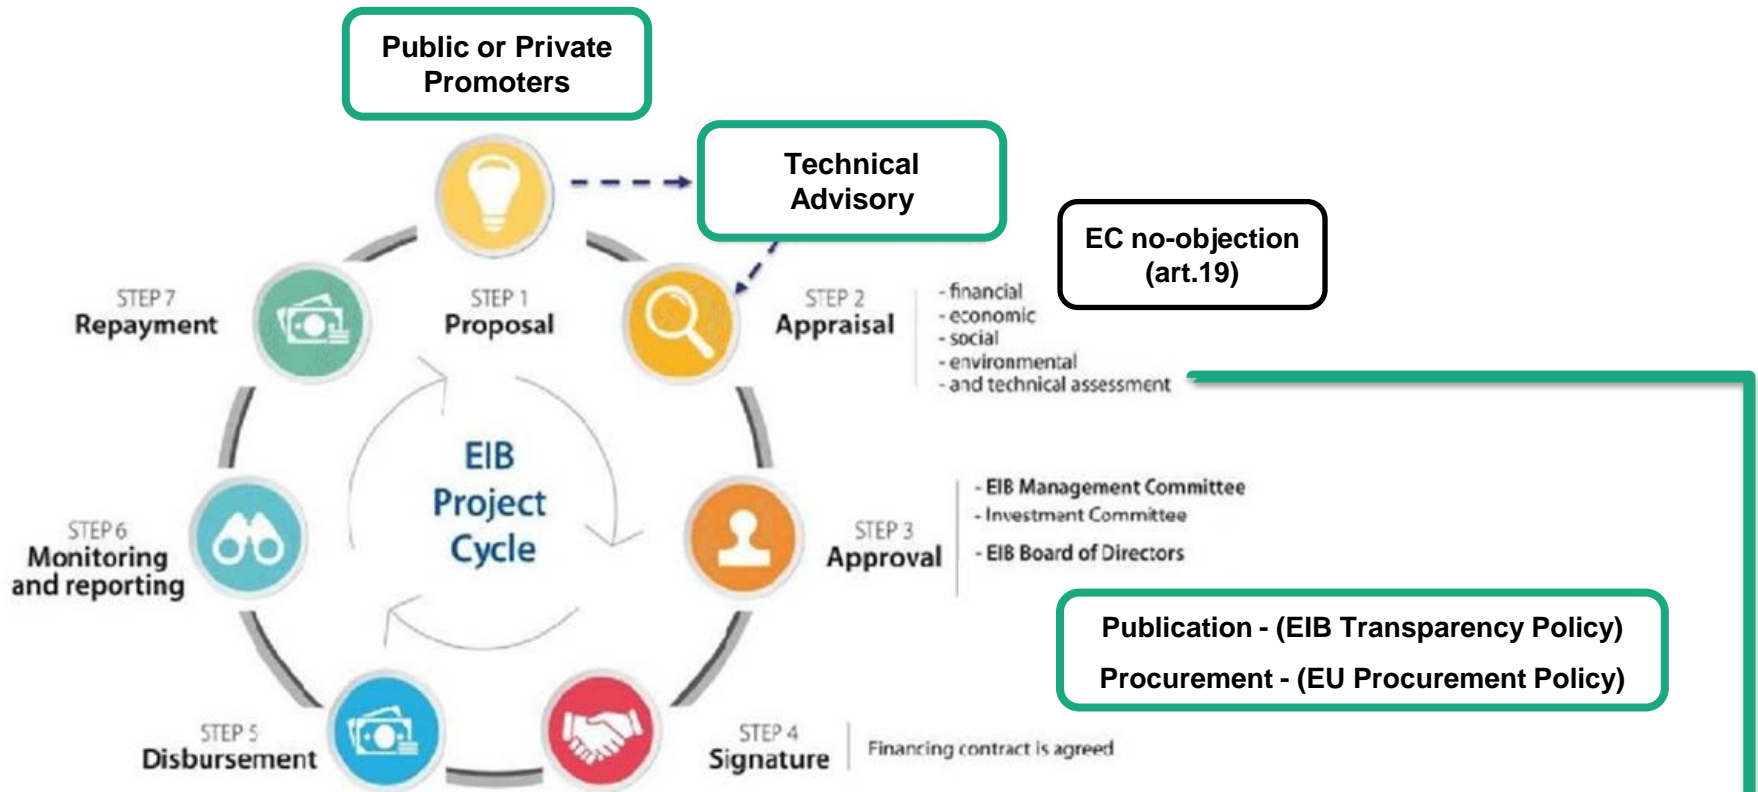 Public or Private
Promoters
Technical
Advisory
EC no-objection
(art.19)
STEP 7
Repayment
STEP 1
Proposal
STEP 2
Appraisal
- financial
- economic
- social
- environmental
- and technical assessment
EIB
Project
Cycle
STEP 6
Monitoring
and reporting
STEP 3
Approval
- EIB Management Committee
- Investment Committee
- EIB Board of Directors
Publication - (EIB Transparency Policy)
Procurement - (EU Procurement Policy)
STEP 5
Disbursement
STEP 4
Signature
Financing contract is agreed